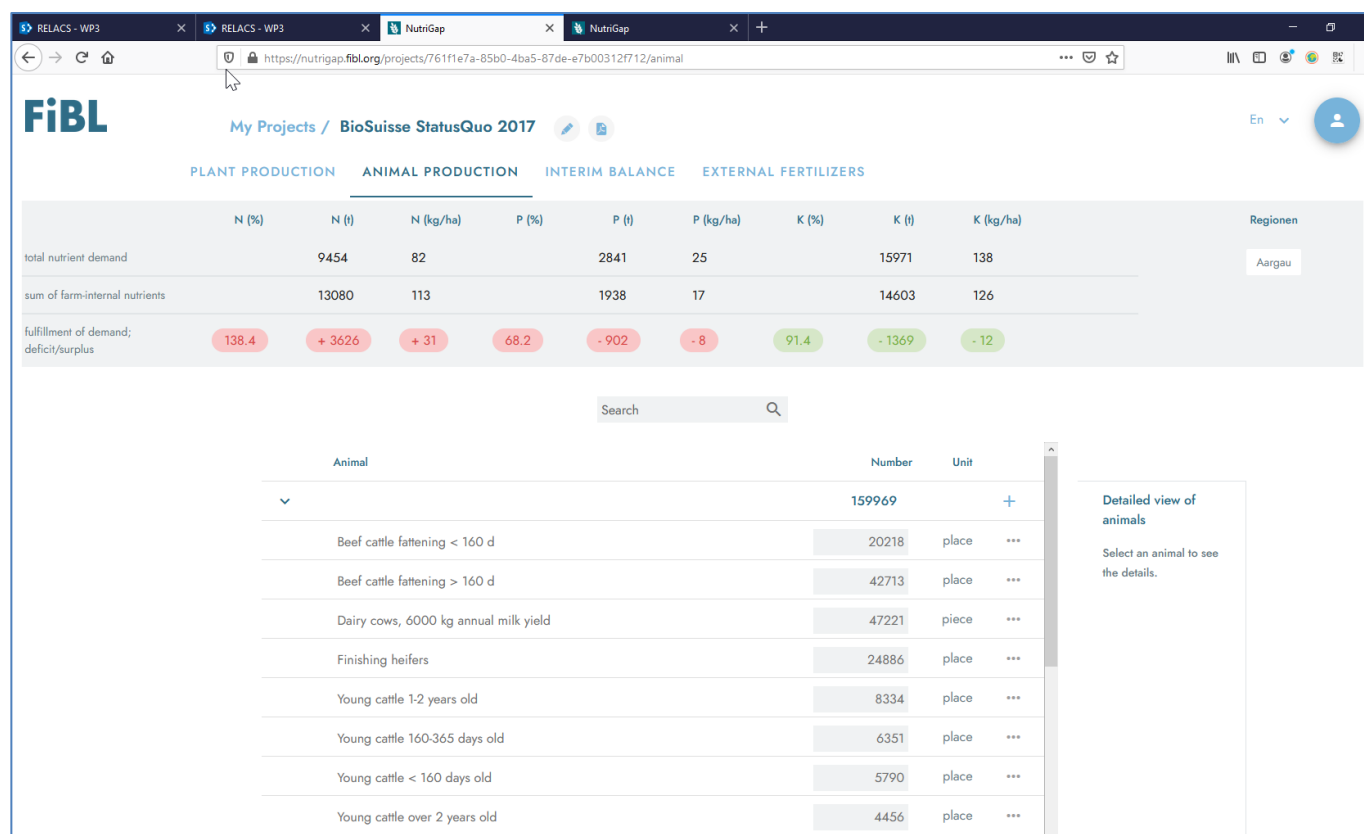 RELACS - WP3
RELACS - WP3
NutriGap
NutriGap
https://nutrigap.fibl.org/projects/761f1e7a-85b0-4ba5-87de-e7b00312f712/animal
FiBL
My Projects / BioSuisse StatusQuo 2017
En
PLANT PRODUCTION ANIMAL PRODUCTION INTERIM BALANCE EXTERNAL FERTILIZERS
N (%) N (t) N (kg/ha) P (%) P (t) P (kg/ha) K (%) K (t) K (kg/ha) Regionen
total nutrient demand 9454 82 2841 25 15971 138 Aargau
sum of farm-internal nutrients 13080 113 1938 17 14603 126
fulfillment of demand;
deficit/surplus 138.4 + 3626 + 31 68.2 - 902 - 8 91.4 - 1369 - 12
Search
Animal Number Unit
159969
Beef cattle fattening < 160 d 20218 place
Beef cattle fattening > 160 d 42713 place
Dairy cows, 6000 kg annual milk yield 47221 piece
Finishing heifers 24886 place
Young cattle 1-2 years old 8334 place
Young cattle 160-365 days old 6351 place
Young cattle < 160 days old 5790 place
Young cattle over 2 years old 4456 place
Detailed view of
animals
Select an animal to see
the details.